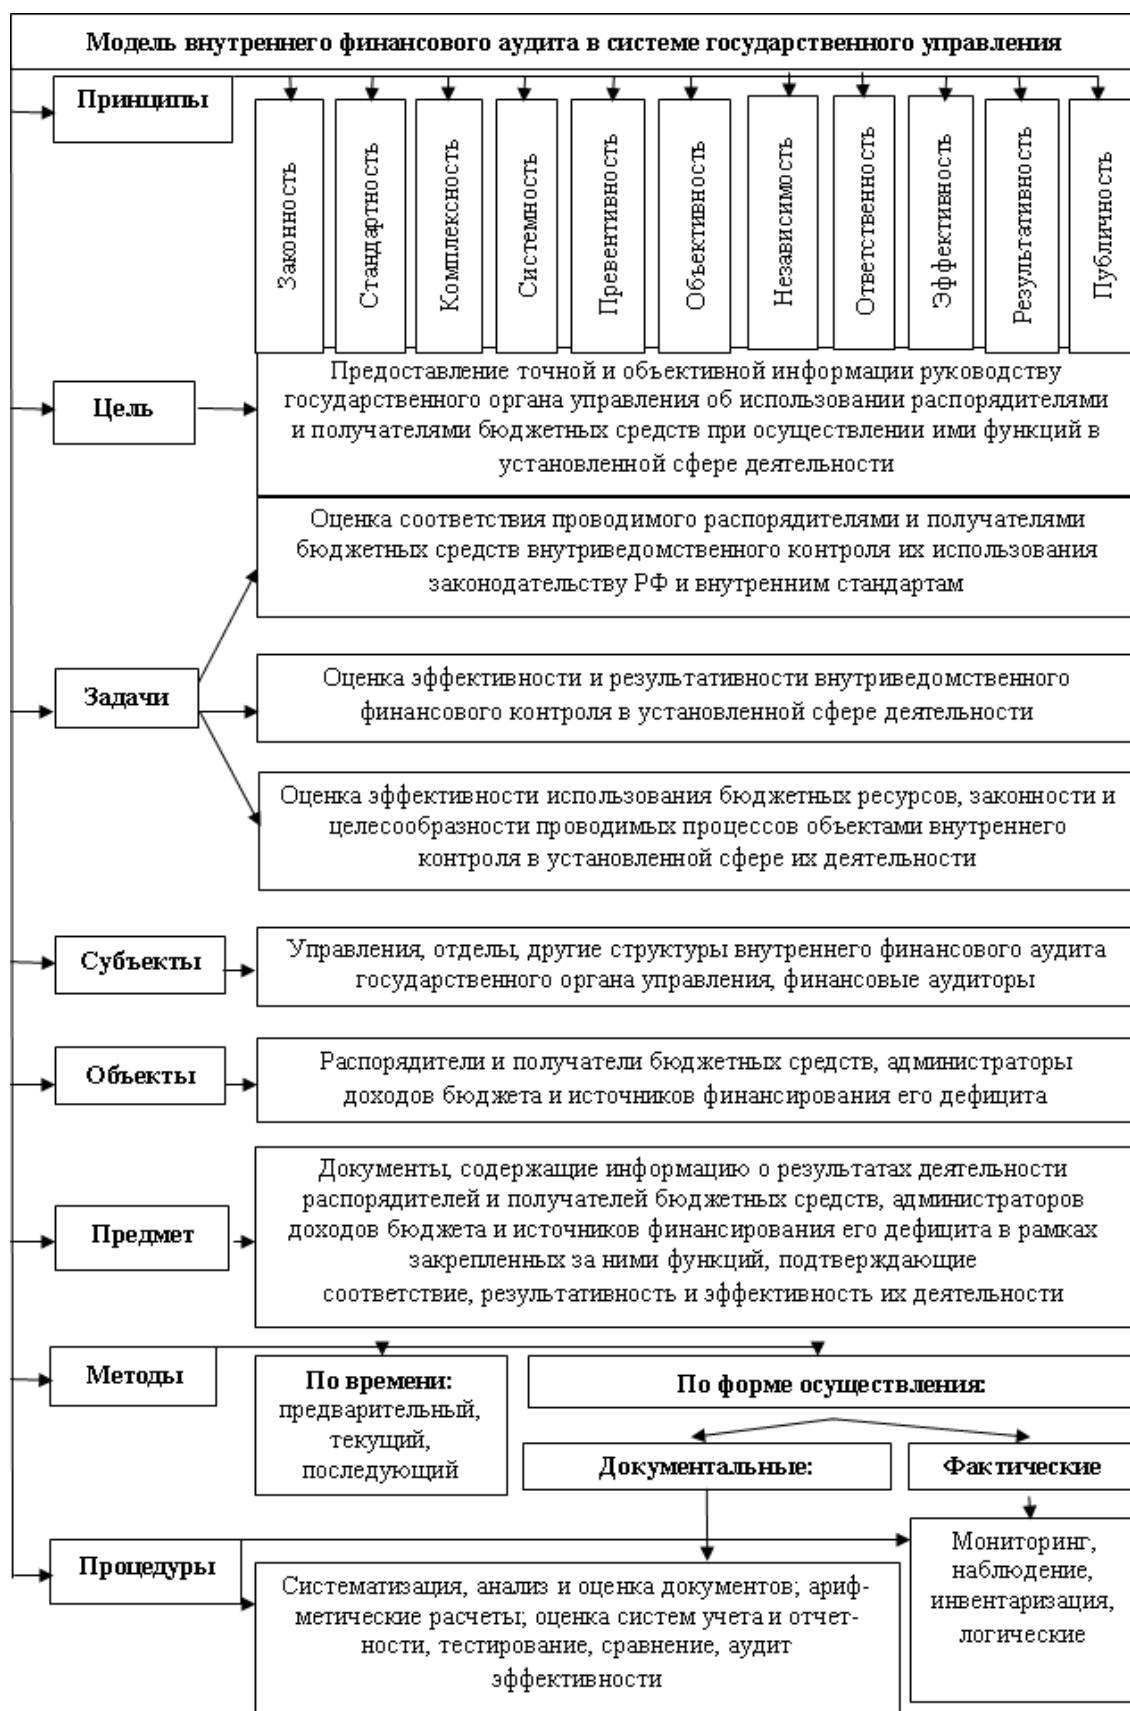 Модель внутреннего финансового аудита в системе государственного управления
Принципы
Законность
Стандартность
Комплексность
Системность
Превентивность
Объективность
Независимость
Ответственность
Эффективность
Результативность
Публичность
Цель
Предоставление точной и объективной информации руководству
государственного органа управления об использовании распорядителями
и получателями бюджетных средств при осуществлении ими функций в
установленной сфере деятельности
Задачи
Оценка соответствия проводимого распорядителями и получателями
бюджетных средств внутриведомственного контроля их использования
законодательству РФ и внутренним стандартам
Оценка эффективности и результативности внутриведомственного
финансового контроля в установленной сфере деятельности
Оценка эффективности использования бюджетных ресурсов, законности и
целесообразности проводимых процессов объектами внутреннего
контроля в установленной сфере их деятельности
Субъекты
Управления, отделы, другие структуры внутреннего финансового аудита
государственного органа управления, финансовые аудиторы
Объекты
Распорядители и получатели бюджетных средств, администраторы
доходов бюджета и источников финансирования его дефицита
Предмет
Документы, содержащие информацию о результатах деятельности
распорядителей и получателей бюджетных средств, администраторов
доходов бюджета и источников финансирования его дефицита в рамках
закрепленных за ними функций, подтверждающие
соответствие, результативность и эффективность их деятельности
Методы
По времени:
предварительный,
текущий,
последующий
По форме осуществления:
Документальные:
Фактические
Процедуры
Систематизация, анализ и оценка документов; ариф-
метические расчеты; оценка систем учета и отчет-
ности, тестирование, сравнение, аудит
эффективности
Мониторинг,
наблюдение,
инвентаризация,
логические